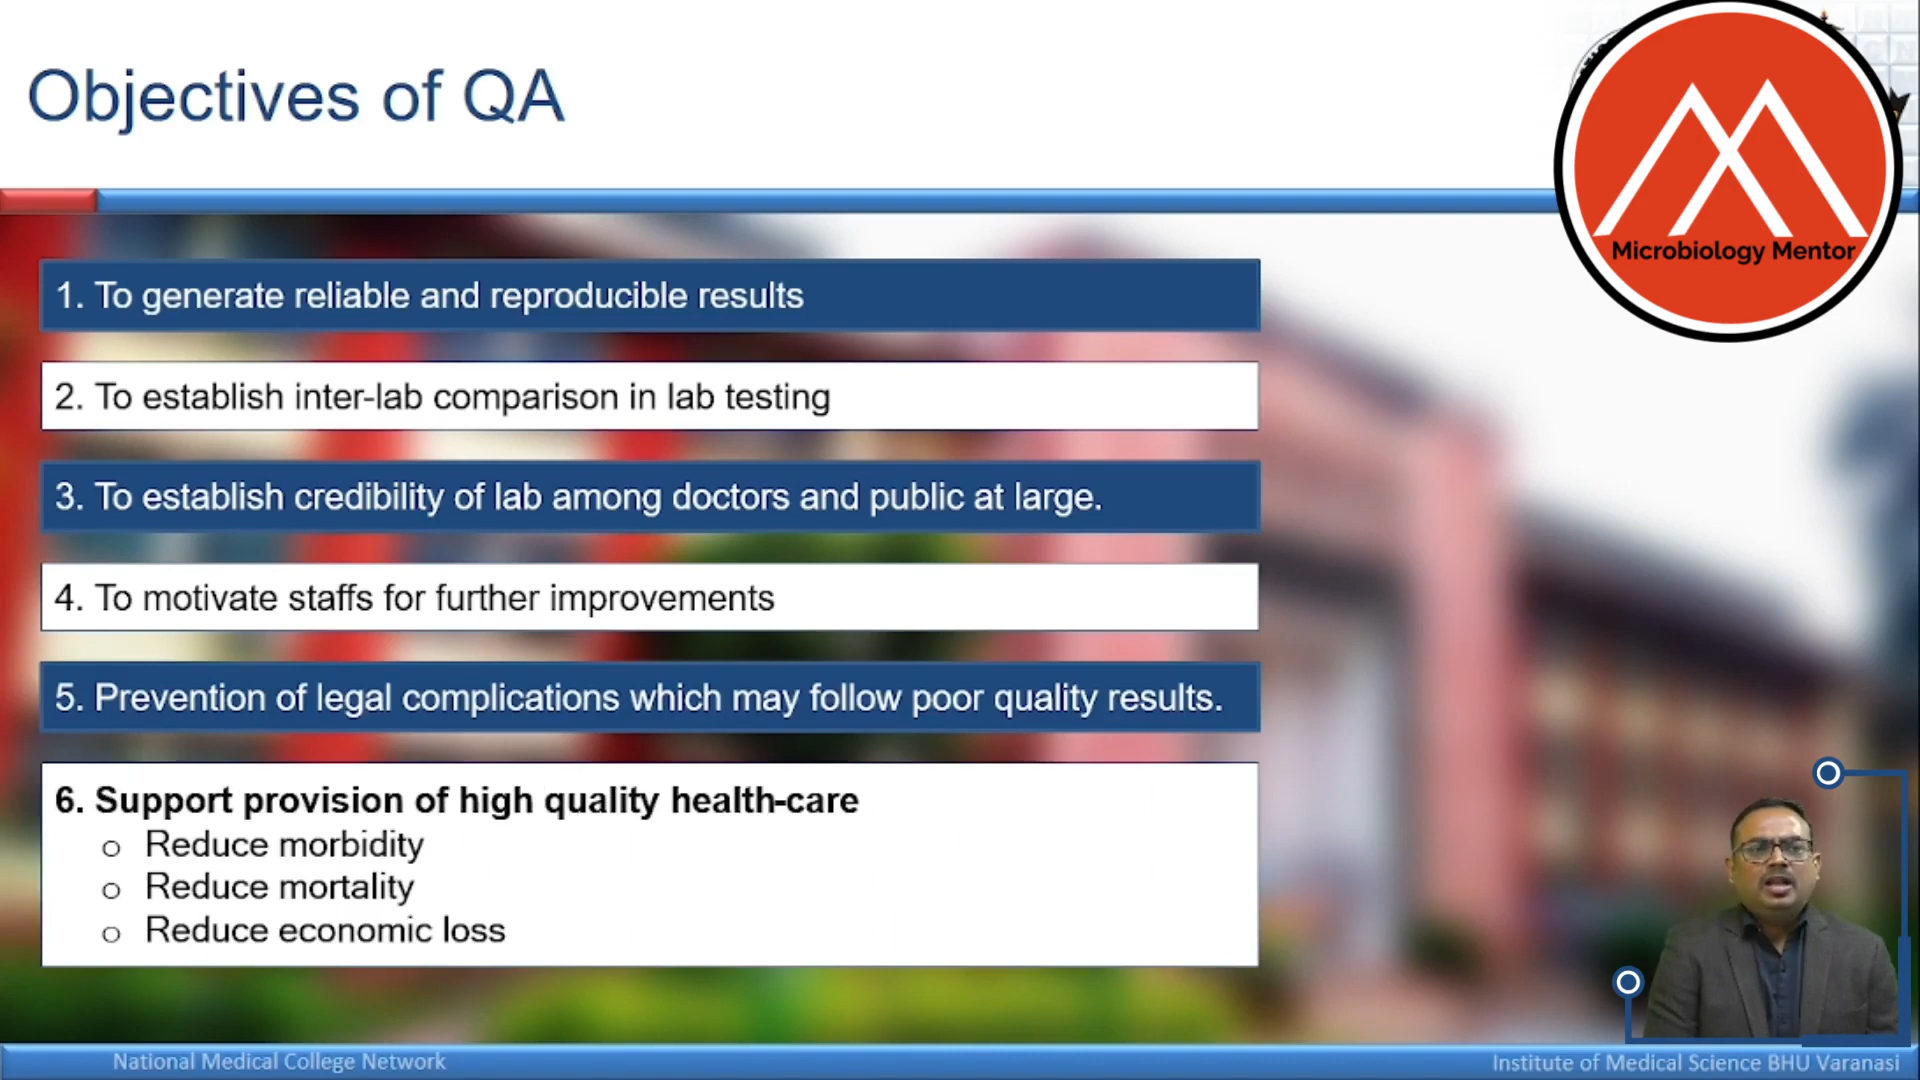 Objectives of QA
Microbiology Mentor
1. To generate reliable and reproducible results
2. To establish inter-lab comparison in lab testing
3. To establish credibility of lab among doctors and public at large.
4. To motivate staffs for further improvements
5. Prevention of legal complications which may follow poor quality results.
6. Support provision of high quality health-care
o Reduce morbidity
o Reduce mortality
o Reduce economic loss
National Medical College Network
Institute of Medical Science BHU Varanasi